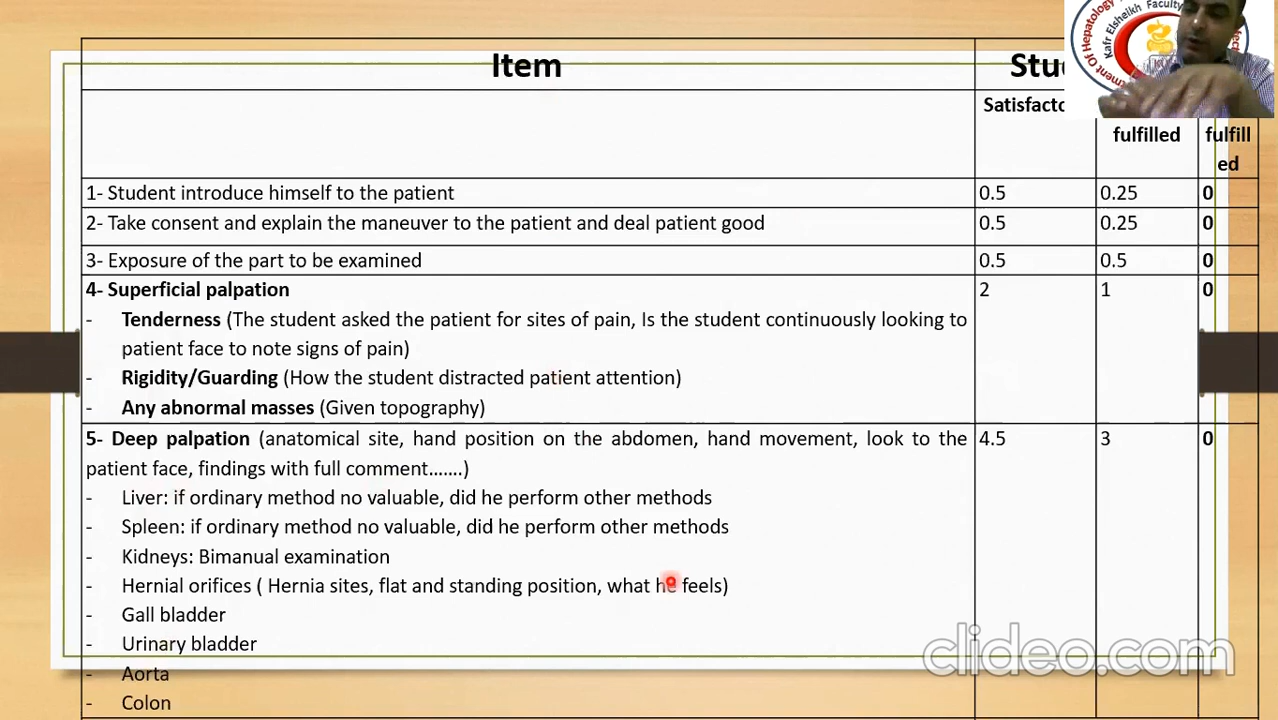 Item
Satisfacto
fulfilled
fulfill
ed
1- Student introduce himself to the patient
0.5
0.25
0
2- Take consent and explain the maneuver to the patient and deal patient good
0.5
0.25
0
3- Exposure of the part to be examined
0.5
0.5
0
4- Superficial palpation
2
1
0
- Tenderness (The student asked the patient for sites of pain, Is the student continuously looking to
patient face to note signs of pain)
- Rigidity/Guarding (How the student distracted patient attention)
- Any abnormal masses (Given topography)
5- Deep palpation (anatomical site, hand position on the abdomen, hand movement, look to the
4.5
3
0
patient face, findings with full comment.......)
- Liver: if ordinary method no valuable, did he perform other methods
- Spleen: if ordinary method no valuable, did he perform other methods
- Kidneys: Bimanual examination
- Hernial orifices ( Hernia sites, flat and standing position, what he feels)
- Gall bladder
- Urinary bladder
- Aorta
- Colon
Of Hepatology
Kafr Elsheikh Faculty
clideo.com